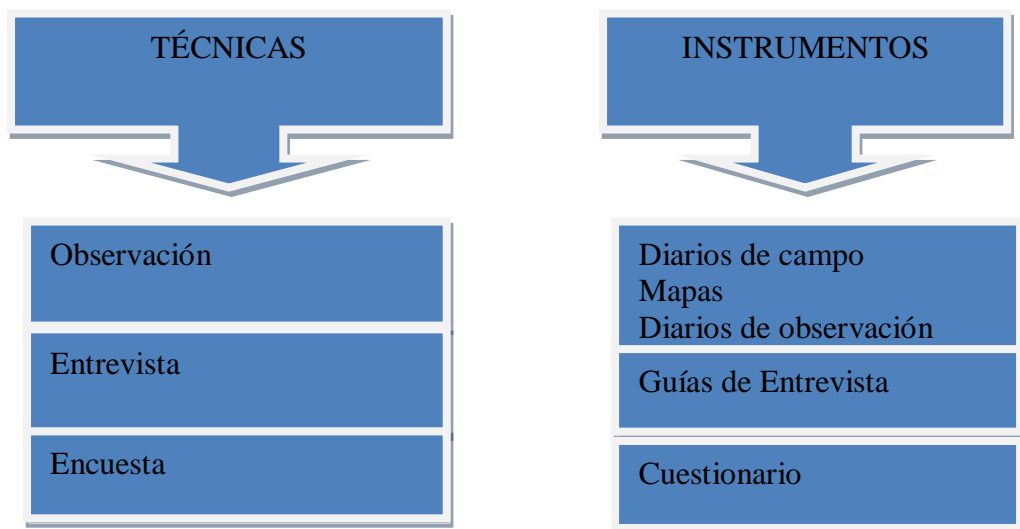 TÉCNICAS
INSTRUMENTOS
Observación
Entrevista
Encuesta
Diarios de campo
Mapas
Diarios de observación
Guías de Entrevista
Cuestionario